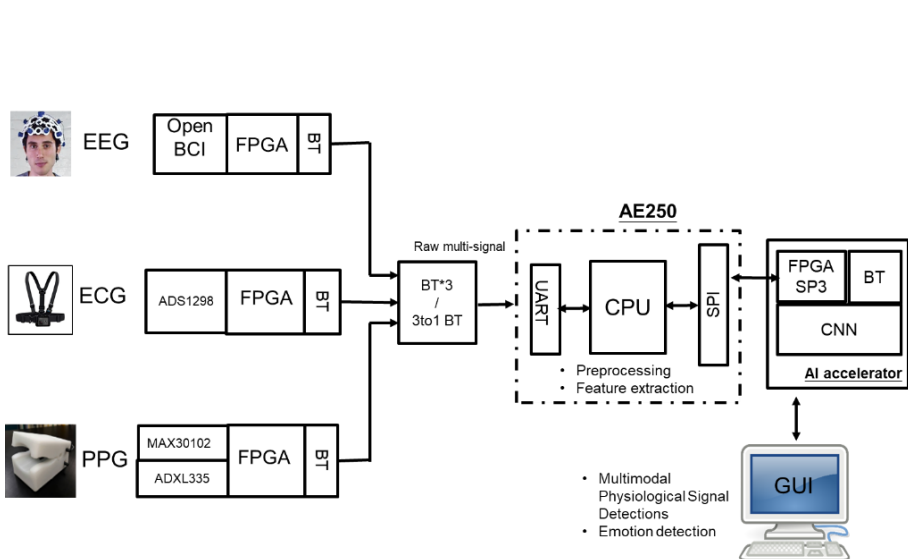 EEG
Open
BCI
FPGA
BT
ECG
ADS1298
FPGA
BT
PPG
MAX30102
ADXL335
FPGA
BT
Raw multi-signal
BT*3
/
3to1 BT
AE250
UART
CPU
SPI
• Preprocessing
• Feature extraction
FPGA
SP3
BT
CNN
AI accelerator
• Multimodal
Physiological Signal
Detections
• Emotion detection
GUI